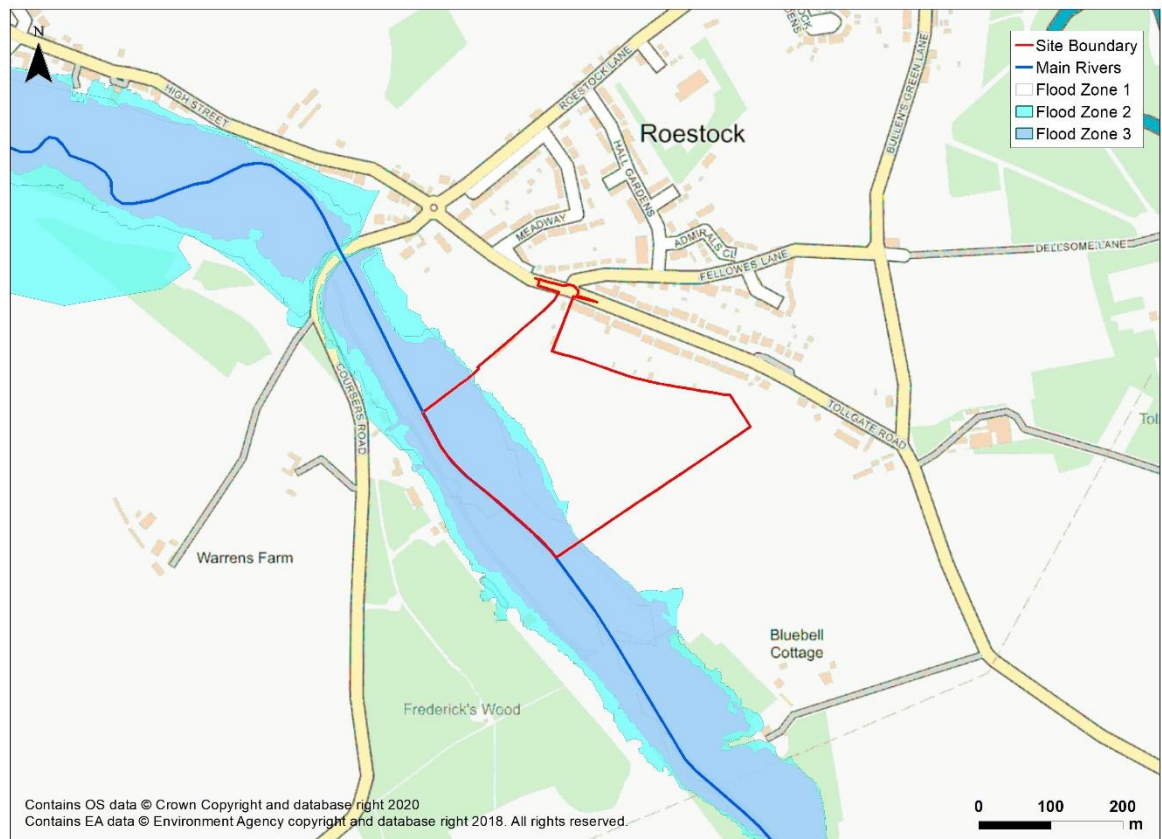 N
HIGH STREET
ROESTOCK LANE
Roestock
HALL GARDENS
MEADWAY
ADMIRALS CL
FELLOWES LANE
BULLEN'S GREEN LANE
DELLSOME LANE
COURSERS ROAD
TOLLGATE ROAD
Warrens Farm
Frederick's Wood
Bluebell
Cottage
Site Boundary
Main Rivers
Flood Zone 1
Flood Zone 2
Flood Zone 3
Contains OS data © Crown Copyright and database right 2020
Contains EA data © Environment Agency copyright and database right 2018. All rights reserved.
0 100 200
m